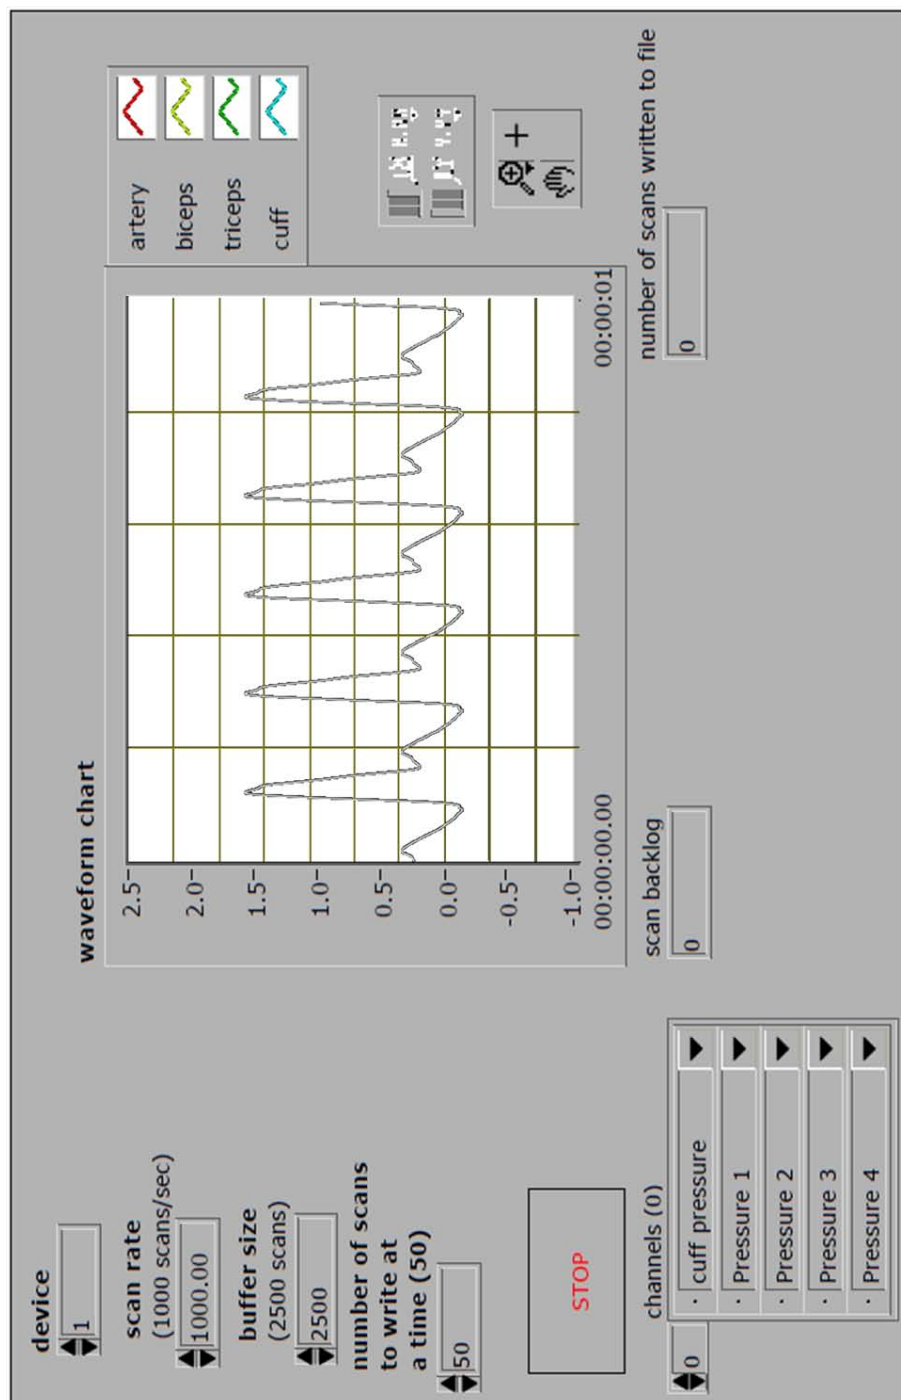 device
1
scan rate
(1000 scans/sec)
1000.00
buffer size
(2500 scans)
2500
number of scans
to write at
a time (50)
50
STOP
channels (0)
0
cuff pressure
Pressure 1
Pressure 2
Pressure 3
Pressure 4
waveform chart
2.5
2.0
1.5
1.0
0.5
0.0
-0.5
-1.0
00:00:00.00
00:00:01
artery
biceps
triceps
cuff
scan backlog
0
number of scans written to file
0